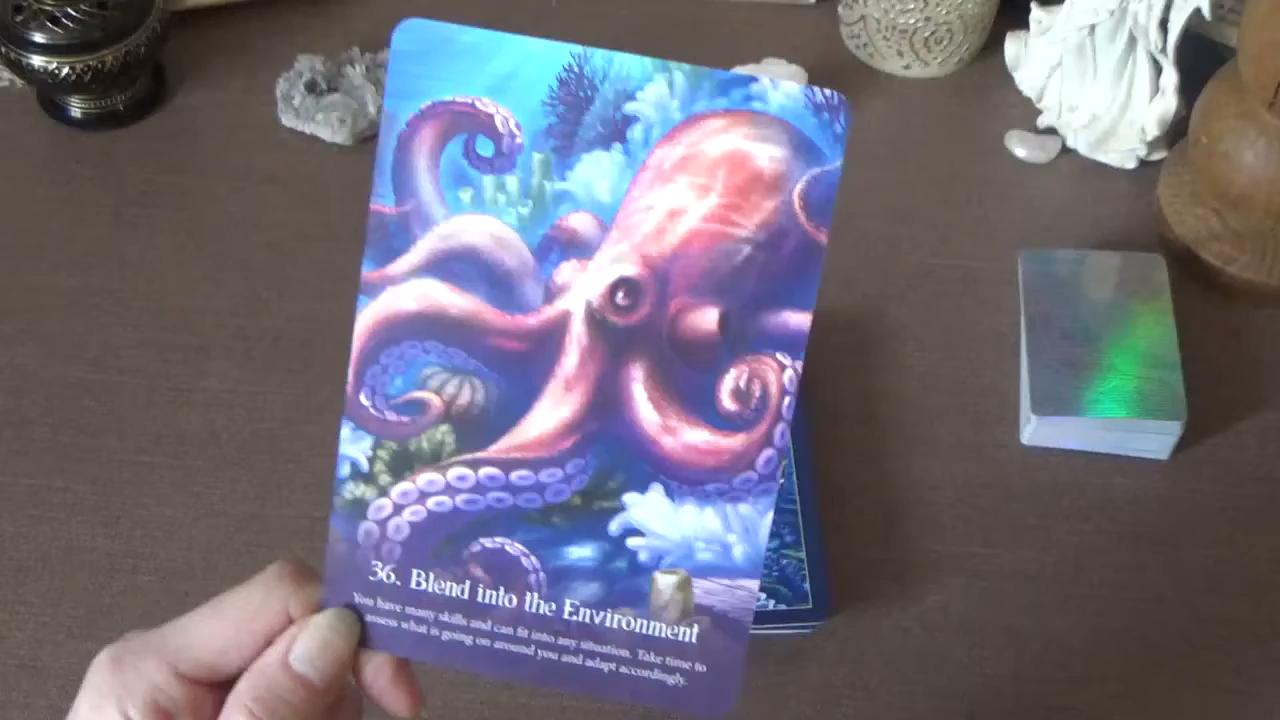 36. Blend into the Environment
You have many skills and can fit into any situation. Take time to
assess what is going on around you and adapt accordingly.